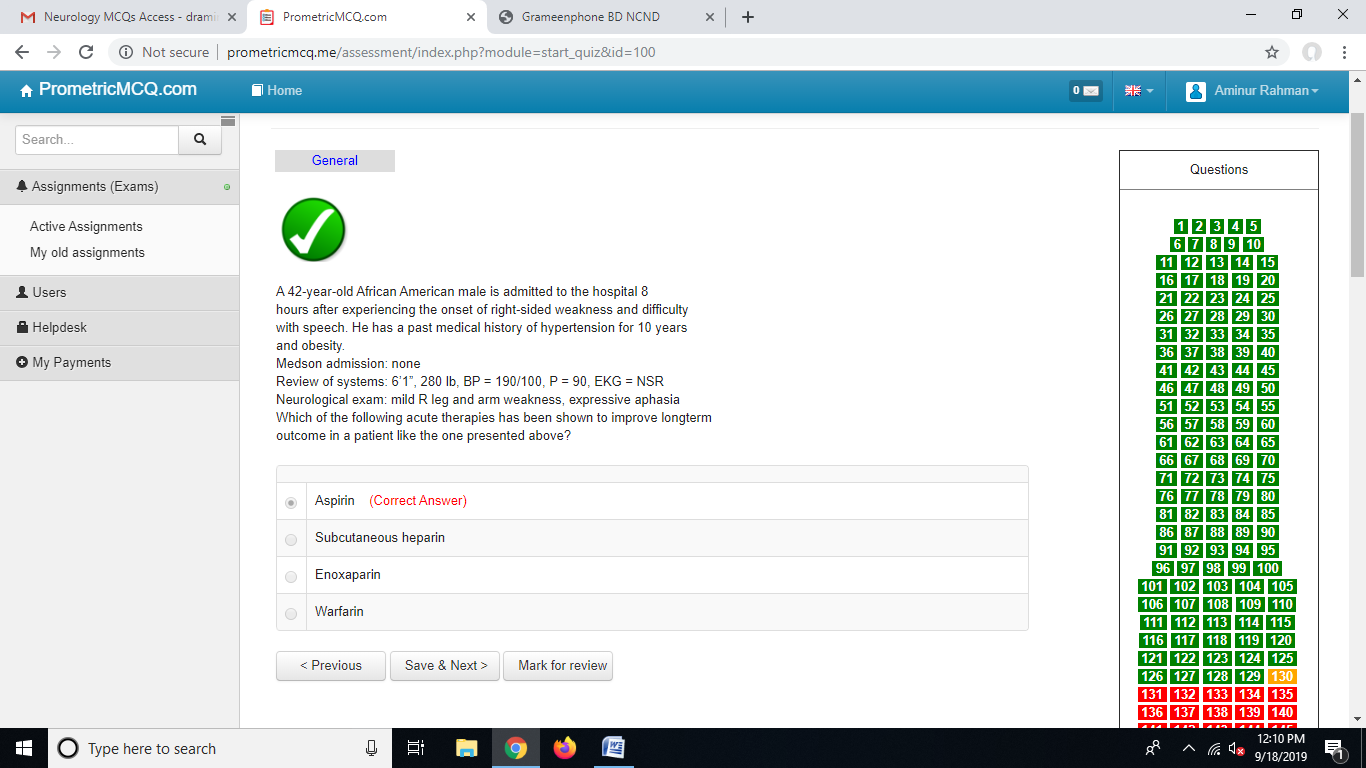 Neurology MCQs Access - drami
PrometricMCQ.com
Grameenphone BD NCND
Not secure
prometricmcq.me/assessment/index.php?module=start_quiz&id=100
PrometricMCQ.com
Home
0
Aminur Rahman
Search...
Assignments (Exams)
Active Assignments
My old assignments
Users
Helpdesk
My Payments
General
A 42-year-old African American male is admitted to the hospital 8
hours after experiencing the onset of right-sided weakness and difficulty
with speech. He has a past medical history of hypertension for 10 years
and obesity.
Medson admission: none
Review of systems: 6’1”, 280 lb, BP = 190/100, P = 90, EKG = NSR
Neurological exam: mild R leg and arm weakness, expressive aphasia
Which of the following acute therapies has been shown to improve longterm
outcome in a patient like the one presented above?
Aspirin (Correct Answer)
Subcutaneous heparin
Enoxaparin
Warfarin
< Previous
Save & Next >
Mark for review
Questions
1 2 3 4 5
6 7 8 9 10
11 12 13 14 15
16 17 18 19 20
21 22 23 24 25
26 27 28 29 30
31 32 33 34 35
36 37 38 39 40
41 42 43 44 45
46 47 48 49 50
51 52 53 54 55
56 57 58 59 60
61 62 63 64 65
66 67 68 69 70
71 72 73 74 75
76 77 78 79 80
81 82 83 84 85
86 87 88 89 90
91 92 93 94 95
96 97 98 99 100
101 102 103 104 105
106 107 108 109 110
111 112 113 114 115
116 117 118 119 120
121 122 123 124 125
126 127 128 129 130
131 132 133 134 135
136 137 138 139 140
Type here to search
12:10 PM
9/18/2019
1